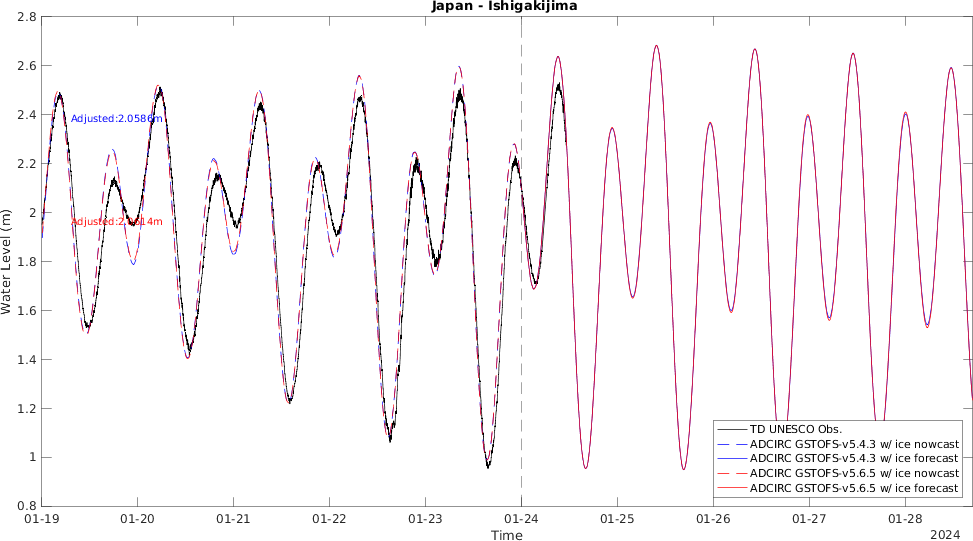 Japan - Ishigakijima
Water Level (m)
2.8
2.6
2.4
2.2
2
1.8
1.6
1.4
1.2
1
0.8
Adjusted:2.0586m
TD UNESCO Obs.
ADCIRC GSTOFS-v5.4.3 w/ ice nowcast
ADCIRC GSTOFS-v5.4.3 w/ ice forecast
ADCIRC GSTOFS-v5.6.5 w/ ice nowcast
ADCIRC GSTOFS-v5.6.5 w/ ice forecast
01-19 01-20 01-21 01-22 01-23 01-24 01-25 01-26 01-27 01-28
Time
2024